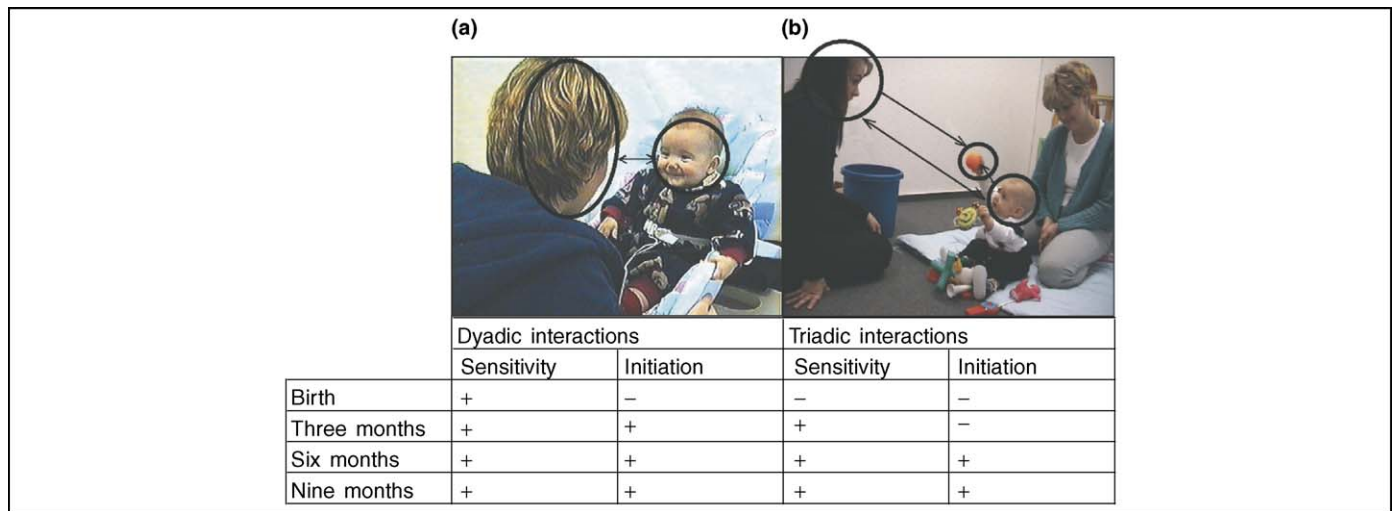 (a) (b)
Dyadic interactions Triadic interactions
Sensitivity Initiation Sensitivity Initiation
Birth + − − −
Three months + + + −
Six months + + + +
Nine months + + + +